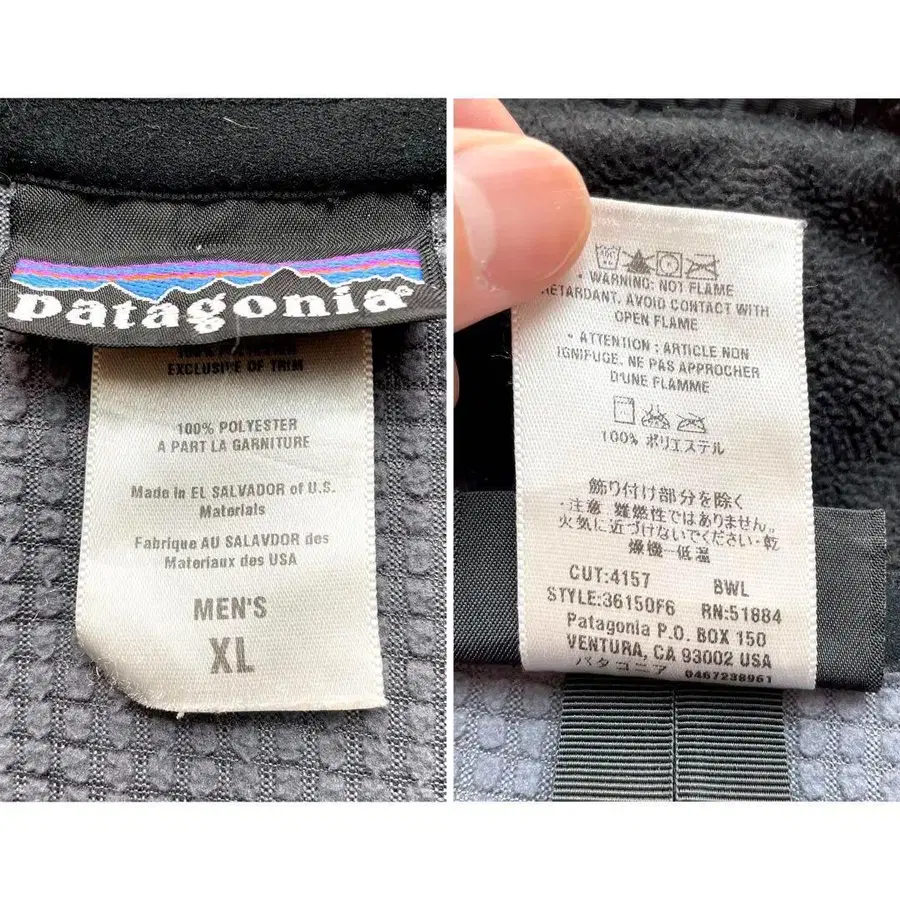 patagonia
EXCLUSIVE OF TRIM
100% POLYESTER
A PART LA GARNITURE
Made in EL SALVADOR of U.S.
Materials
Fabrique AU SALAVDOR des
Materiaux des USA
MEN'S
XL
• WARNING: NOT FLAME
RETARDANT. AVOID CONTACT WITH
OPEN FLAME
• ATTENTION : ARTICLE NON
IGNIFUGE. NE PAS APPROCHER
D'UNE FLAMME
100% ポリエステル
飾り付け部分を除く
・注意 難燃性ではありません。
火気に近づけないでください・乾
燥機一低温
CUT:4157 BWL
STYLE:36150F6 RN:51884
Patagonia P.O. BOX 150
VENTURA, CA 93002 USA
パタゴニア 0467238961